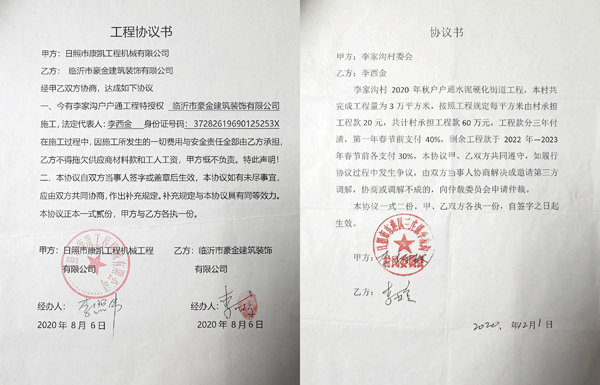 工程协议书
甲方：日照市康凯工程机械有限公司
乙方：临沂市豪金建筑装饰有限公司
经甲乙双方协商，达成如下协议
一、今有李家沟户户通工程特授权 临沂市豪金建筑装饰有限公司
施工，法定代表人：李西金 身份证号码：37282619690125253X
在施工过程中，因施工所发生的一切费用与安全责任全部由乙方承担，
乙方不得拖欠供应商材料款和工人工资，甲方概不负责。特此声明！
二、本协议自双方当事人签字或盖章后生效，本协议如有未尽事宜，
应由双方共同协商，作出补充规定。补充规定与本协议具有同等效力。
本协议正本一式贰份，甲方与乙方各执一份。
甲方：日照市康凯工程机械工程
有限公司
乙方：临沂市豪金建筑装饰
有限公司
经办人：
2020年8月6日
经办人：
2020年8月6日
协议书
甲方：李家沟村委会
乙方：李西金
李家沟村 2020 年秋户户通水泥硬化街道工程，本村共
完成工程量为 3 万平方米，按照工程规定每平方米由村承担
工程款 20 元，共计村承担工程款 60 万元，工程款分三年付
清，第一年春节前支付 40%，剩余工程款于 2022 年—2023
年春节前各支付 30%，本协议甲、乙双方共同遵守，如履行
协议过程中发生争议，由双方当事人协商解决或邀请第三方
调解，协商或调解不成的，向仲裁委员会申请仲裁。
本协议一式二份，甲、乙双方各执一份，自签字之日起
生效。
甲方：
居民委员会
乙方：
2020、年12月1日